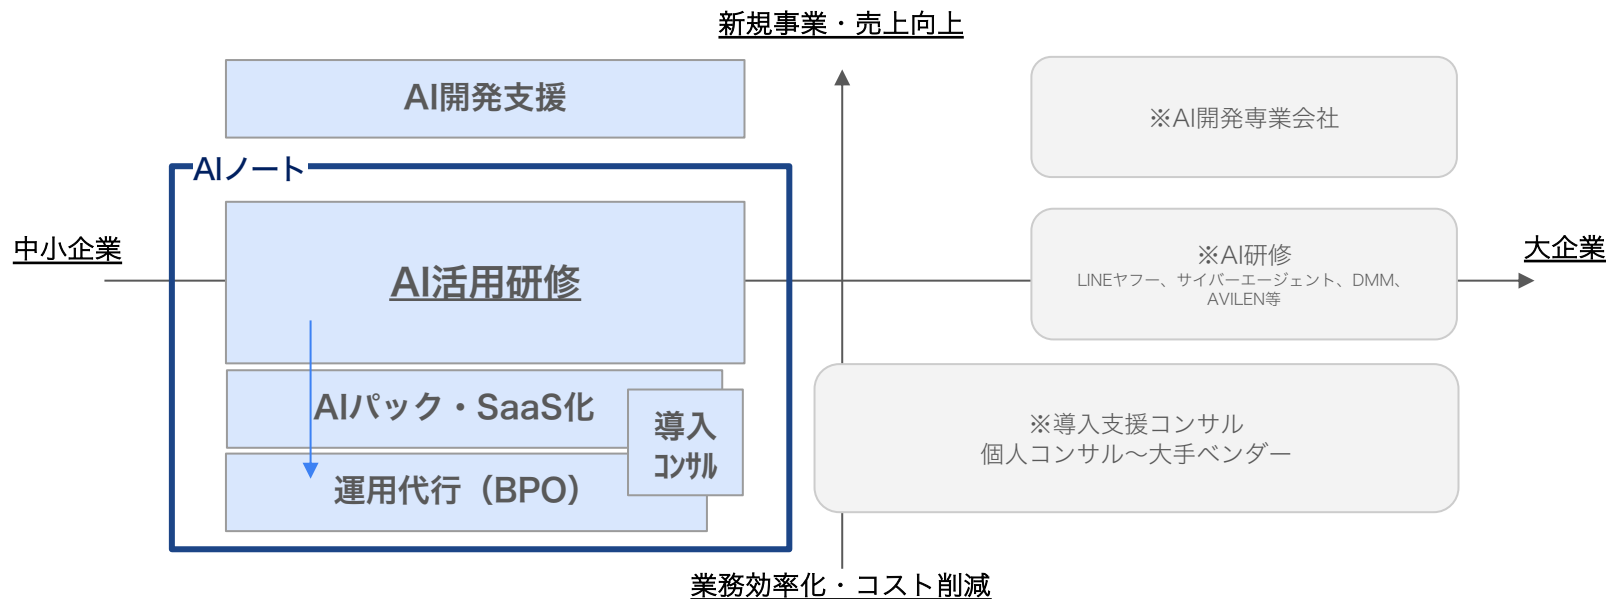 新規事業・売上向上
AI開発支援
※AI開発専業会社
AIノート
中小企業
大企業
AI活用研修
※AI研修
LINEヤフー、サイバーエージェント、DMM、
AVILEN等
AIパック・SaaS化
導入
コンサル
※導入支援コンサル
個人コンサル～大手ベンダー
運用代行（BPO）
業務効率化・コスト削減